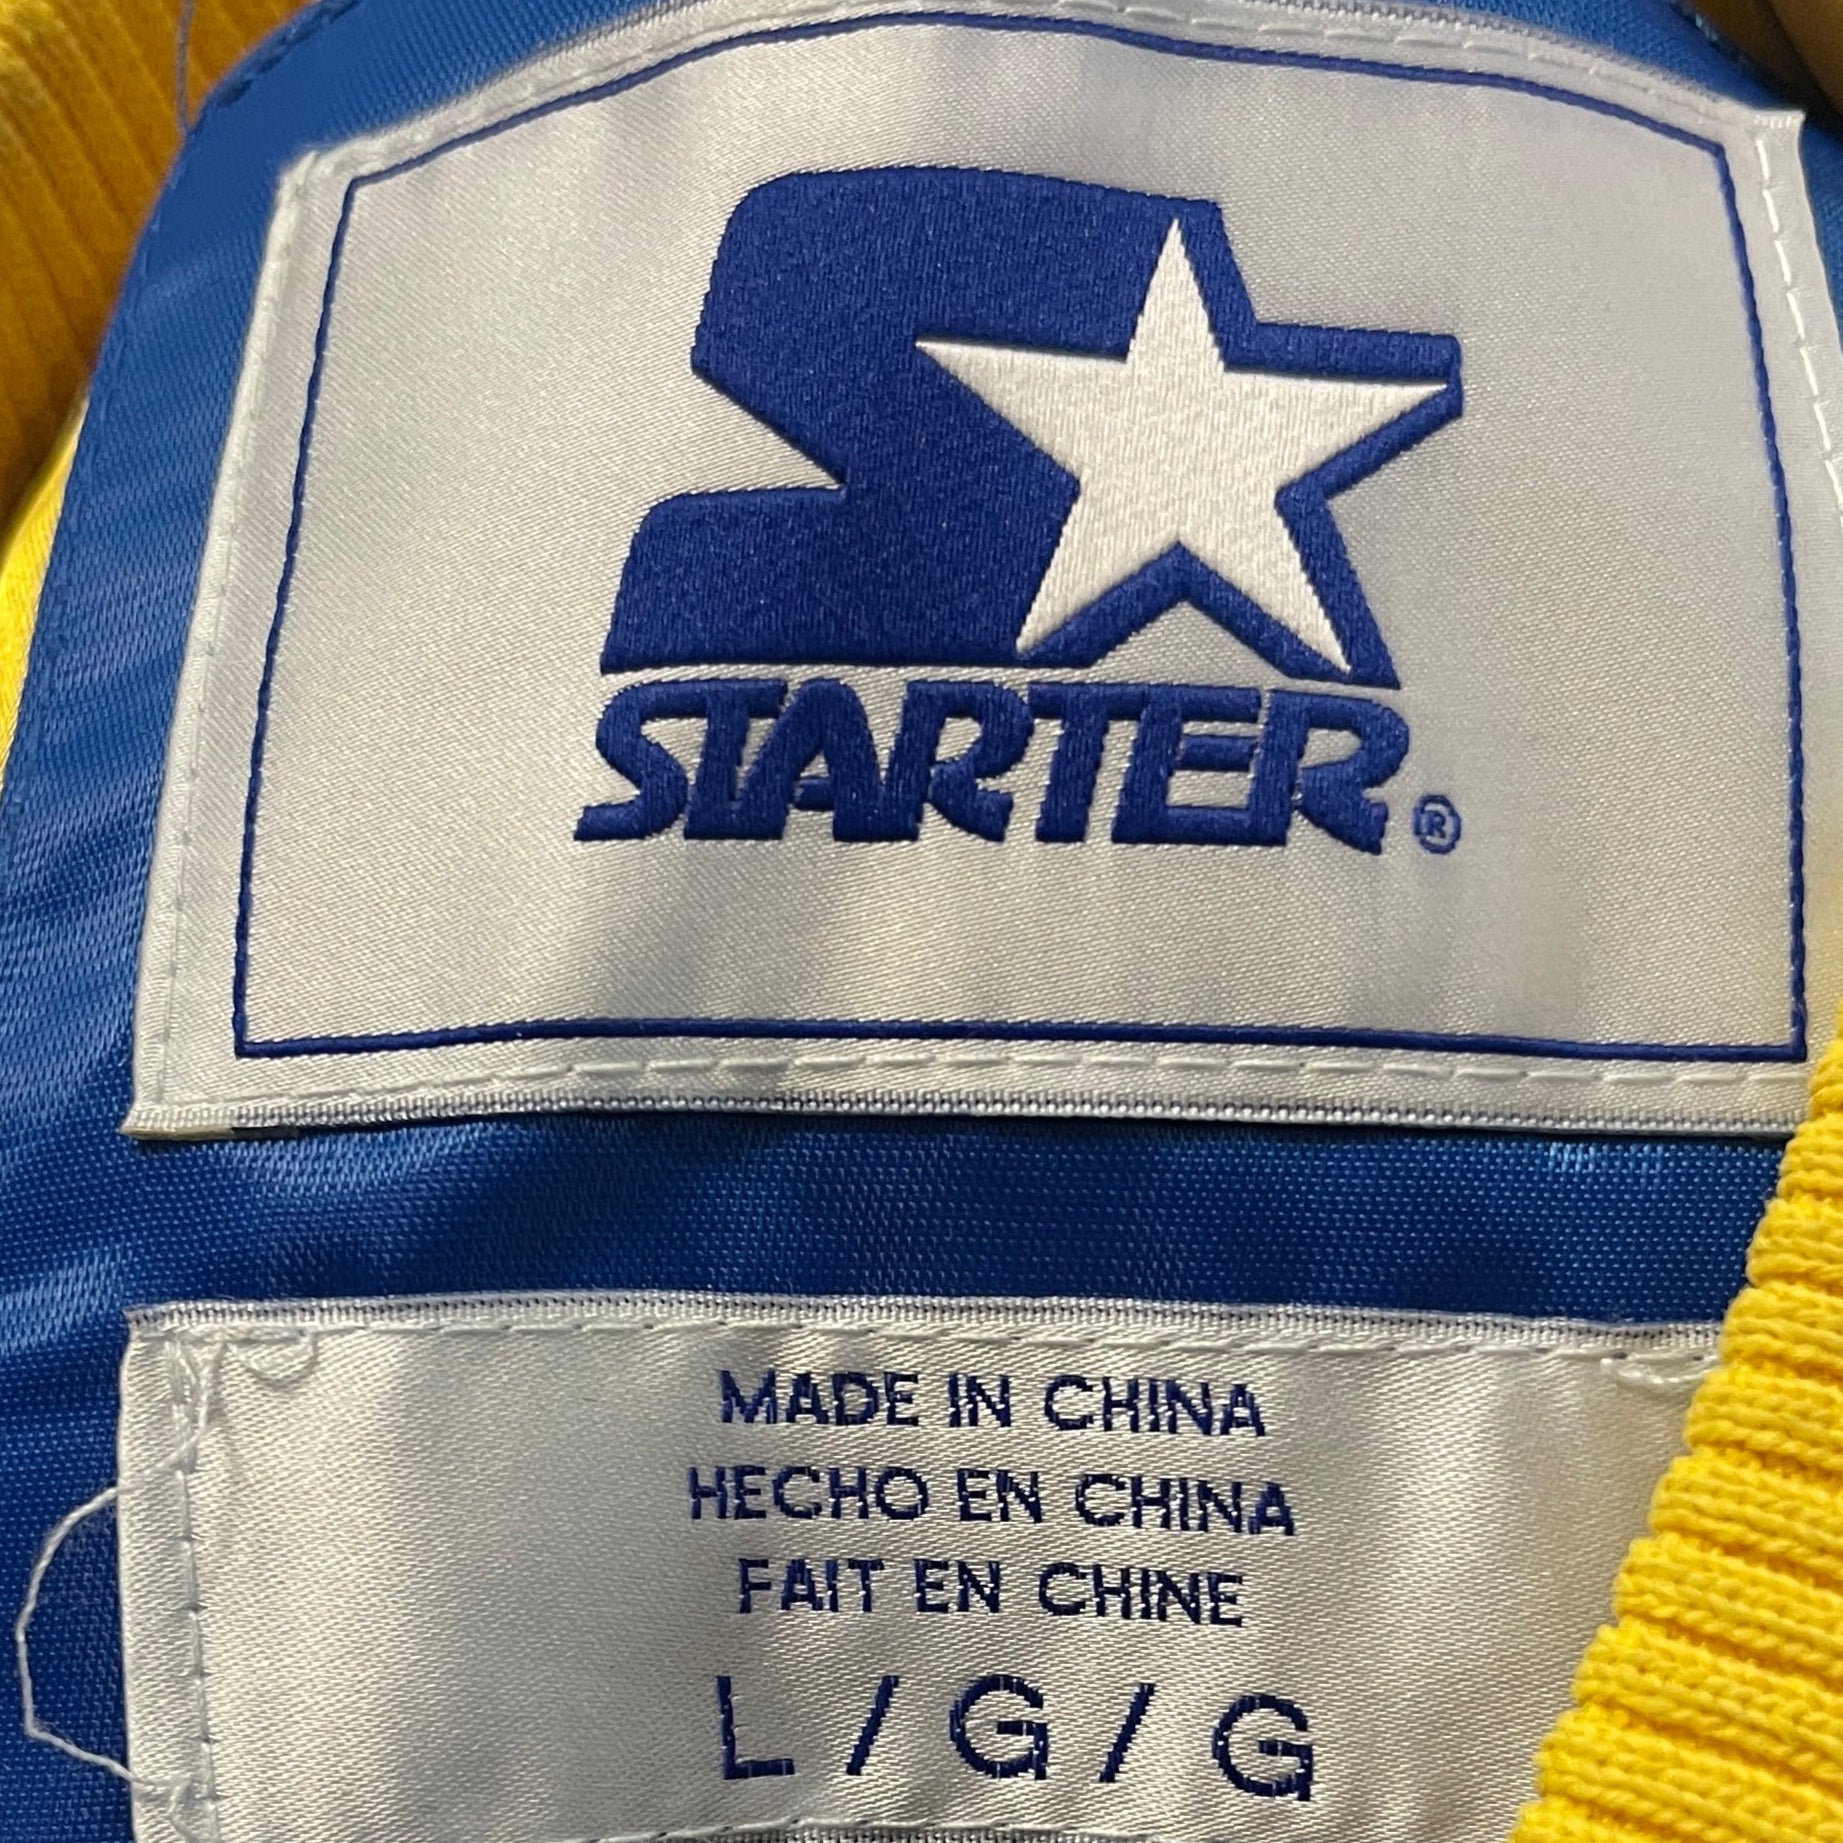 STARTER®
MADE IN CHINA
HECHO EN CHINA
FAIT EN CHINE
L / G / G